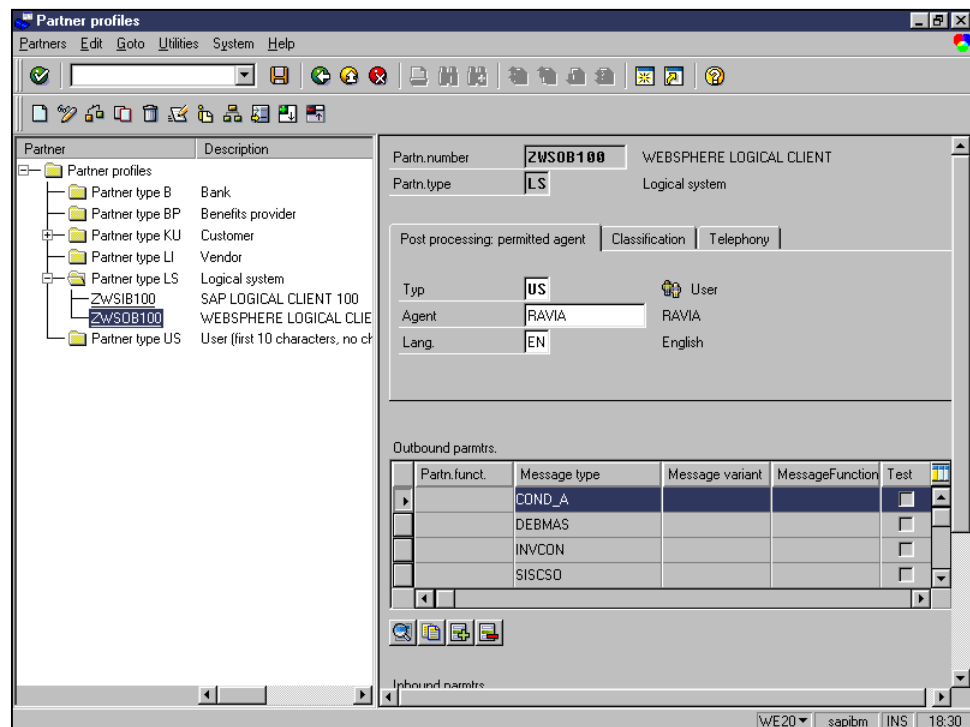 Partner profiles
Partners Edit Goto Utilities System Help
Partner Description
Partner profiles
Partner type B Bank
Partner type BP Benefits provider
Partner type KU Customer
Partner type LI Vendor
Partner type LS Logical system
ZWSIB100 SAP LOGICAL CLIENT 100
ZWSOB100 WEBSPHERE LOGICAL CLIE
Partner type US User (first 10 characters, no ch
Partn.number ZWSOB100 WEBSPHERE LOGICAL CLIENT
Partn.type LS Logical system
Post processing: permitted agent Classification Telephony
Typ US User
Agent RAVIA RAVIA
Lang. EN English
Outbound parmtrs.
Partn.funct. Message type Message variant MessageFunction Test
COND_A
DEBMAS
INVCON
SISCSO
Inbound parmtrs
WE20 sapibm INS 18:30